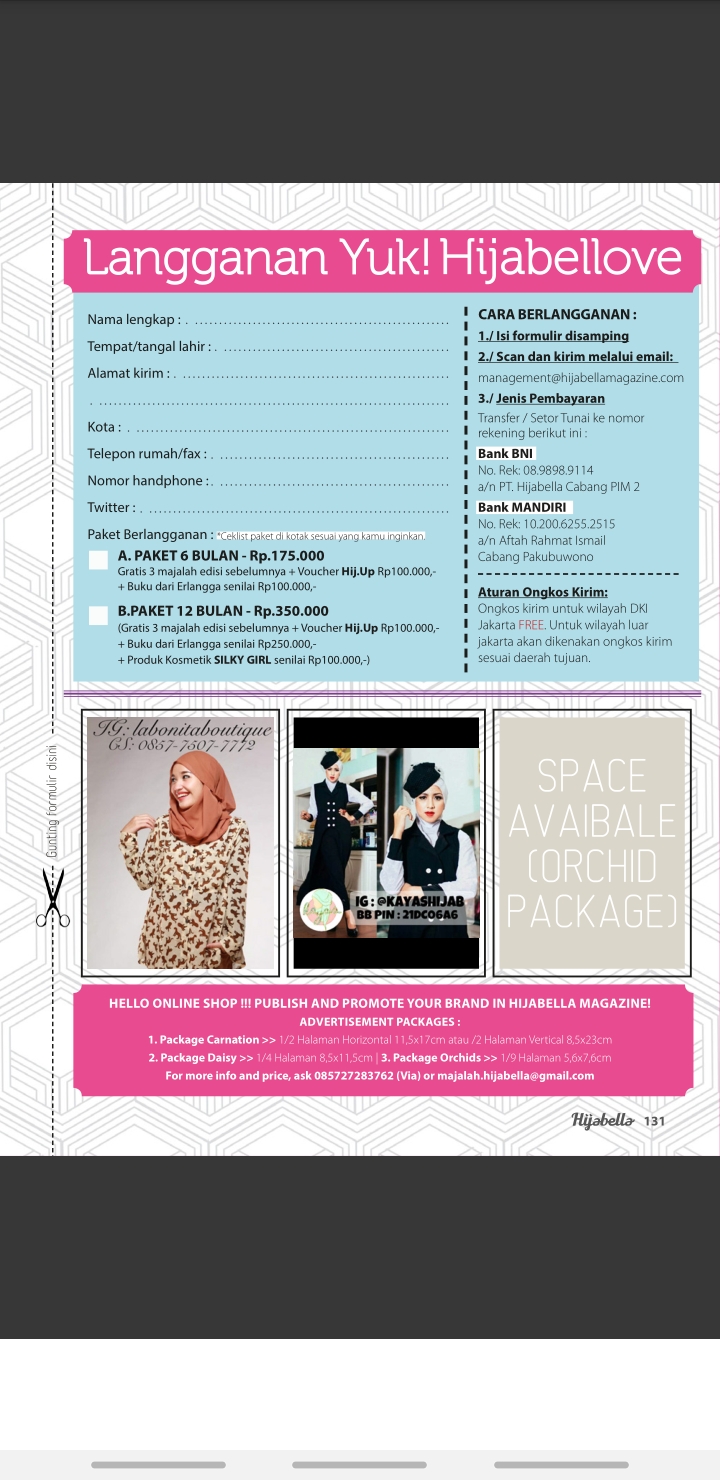 Langganan Yuk! Hijabellove
Nama lengkap : . ......................................................
Tempat/tangal lahir : . ................................................
Alamat kirim : . ........................................................
. ...........................................................................
Kota : . ..................................................................
Telepon rumah/fax : . .................................................
Nomor handphone : . .................................................
Twitter : . ...............................................................
Paket Berlangganan : *Ceklist paket di kotak sesuai yang kamu inginkan.
A. PAKET 6 BULAN - Rp.175.000
Gratis 3 majalah edisi sebelumnya + Voucher Hij.Up Rp100.000,-
+ Buku dari Erlangga senilai Rp100.000,-
B.PAKET 12 BULAN - Rp.350.000
(Gratis 3 majalah edisi sebelumnya + Voucher Hij.Up Rp100.000,-
+ Buku dari Erlangga senilai Rp250.000,-
+ Produk Kosmetik SILKY GIRL senilai Rp100.000,-)
CARA BERLANGGANAN :
1./ Isi formulir disamping
2./ Scan dan kirim melalui email:
management@hijabellamagazine.com
3./ Jenis Pembayaran
Transfer / Setor Tunai ke nomor
rekening berikut ini :
Bank BNI
No. Rek: 08.9898.9114
a/n PT. Hijabella Cabang PIM 2
Bank MANDIRI
No. Rek: 10.200.6255.2515
a/n Aftah Rahmat Ismail
Cabang Pakubuwono
Aturan Ongkos Kirim:
Ongkos kirim untuk wilayah DKI
Jakarta FREE. Untuk wilayah luar
jakarta akan dikenakan ongkos kirim
sesuai daerah tujuan.
Gunting formulir disini
IG: labonitaboutique
CS: 0857-7507-7772
IG : @KAYASHIJAB
BB PIN : 21DC06A6
SPACE
AVAIBALE
(ORCHID
PACKAGE)
HELLO ONLINE SHOP !!! PUBLISH AND PROMOTE YOUR BRAND IN HIJABELLA MAGAZINE!
ADVERTISEMENT PACKAGES :
1. Package Carnation >> 1/2 Halaman Horizontal 11,5x17cm atau /2 Halaman Vertical 8,5x23cm
2. Package Daisy >> 1/4 Halaman 8,5x11,5cm | 3. Package Orchids >> 1/9 Halaman 5,6x7,6cm
For more info and price, ask 085727283762 (Via) or majalah.hijabella@gmail.com
Hijabella 131